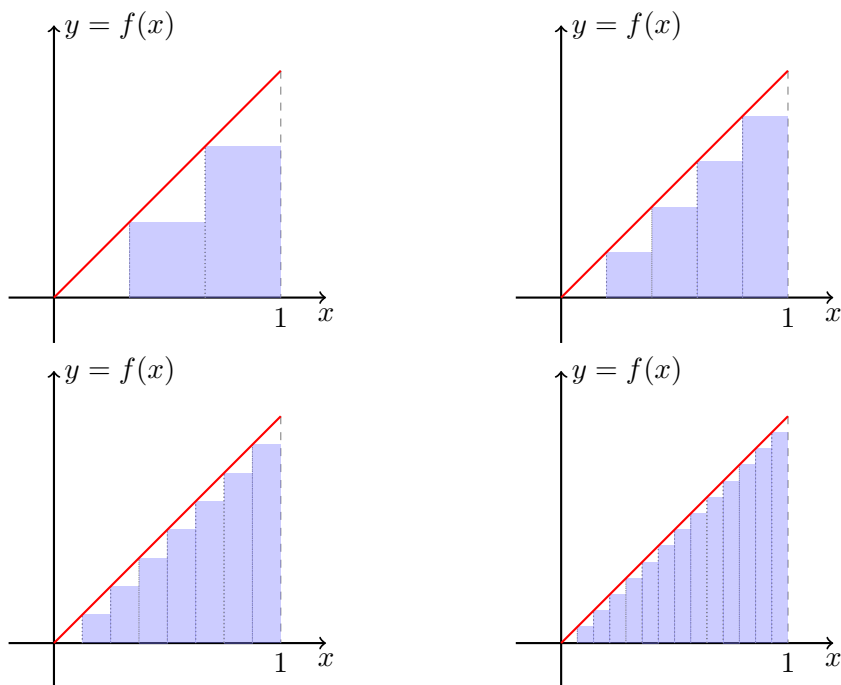 y = f(x)
1
x
y = f(x)
1
x
y = f(x)
1
x
y = f(x)
1
x